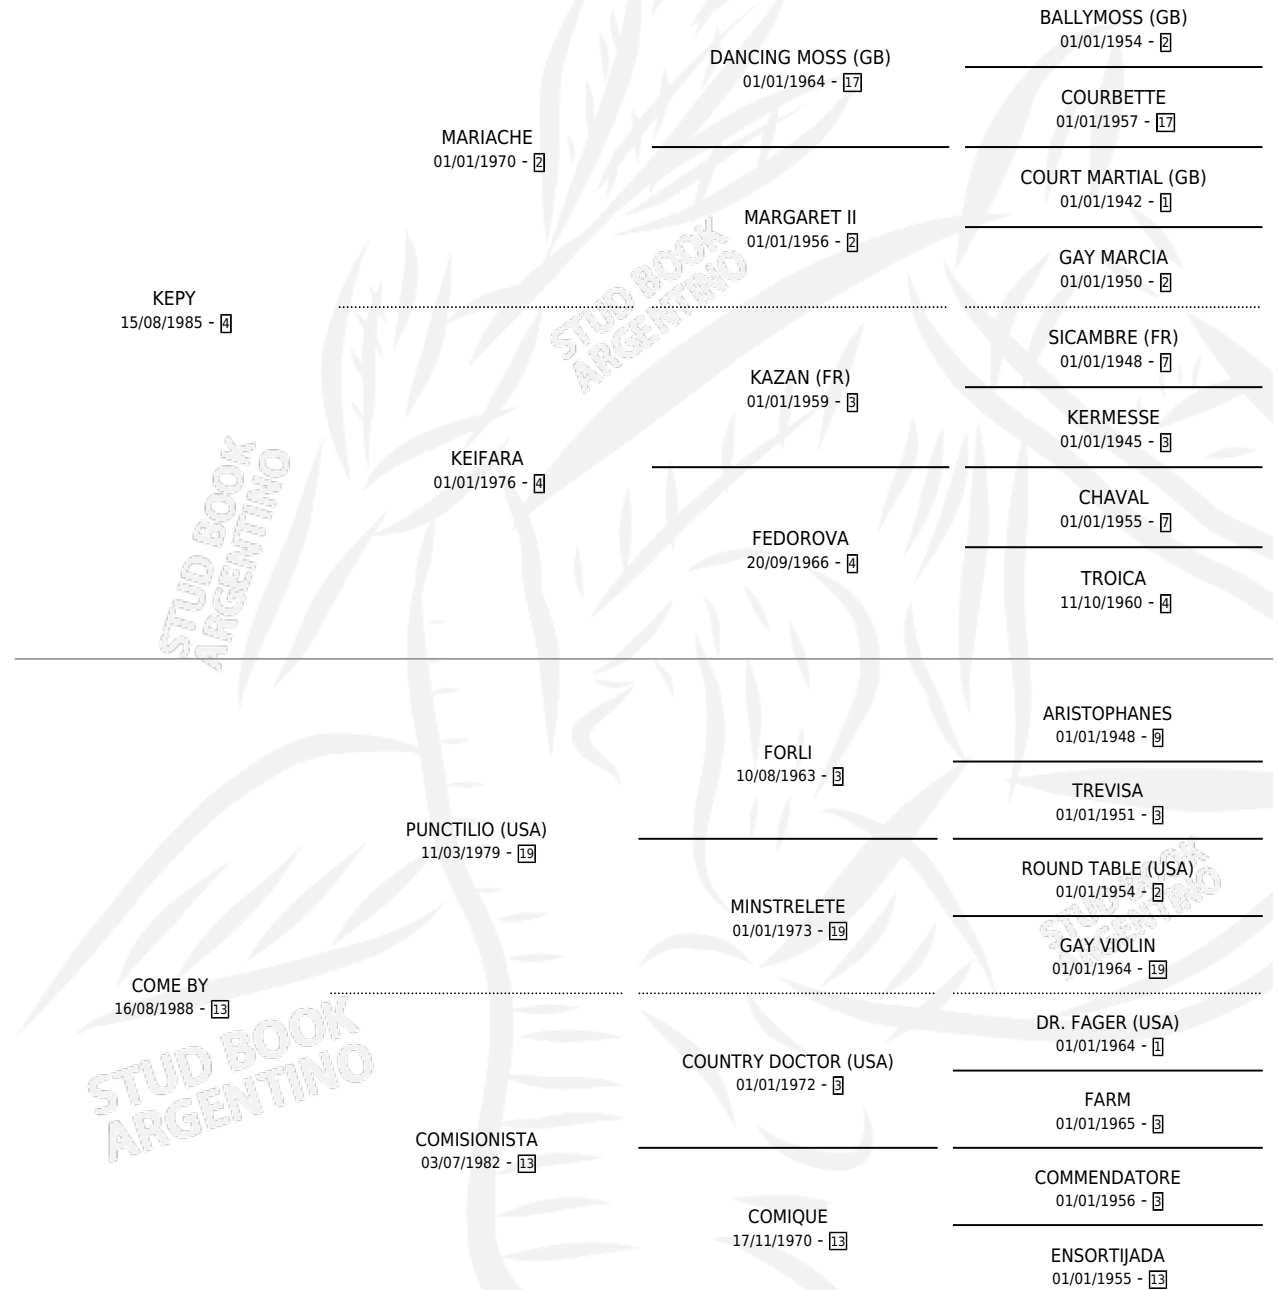 BALLYMOSS (GB)
01/01/1954 - 2
DANCING MOSS (GB)
01/01/1964 - 17
COURBETTE
01/01/1957 - 17
MARIACHE
01/01/1970 - 2
COURT MARTIAL (GB)
01/01/1942 - 1
MARGARET II
01/01/1956 - 2
GAY MARCIA
01/01/1950 - 2
KEPY
15/08/1985 - 4
SICAMBRE (FR)
01/01/1948 - 7
KAZAN (FR)
01/01/1959 - 3
KERMESSE
01/01/1945 - 3
KEIFARA
01/01/1976 - 4
CHAVAL
01/01/1955 - 7
FEDOROVA
20/09/1966 - 4
TROICA
11/10/1960 - 4
STUD BOOK
ARGENTINO
STUD BOOK
ARGENTINO
ARISTOPHANES
01/01/1948 - 9
FORLI
10/08/1963 - 3
TREVISA
01/01/1951 - 3
PUNCTILIO (USA)
11/03/1979 - 19
ROUND TABLE (USA)
01/01/1954 - 2
MINSTRELETE
01/01/1973 - 19
GAY VIOLIN
01/01/1964 - 19
COME BY
16/08/1988 - 13
DR. FAGER (USA)
01/01/1964 - 1
COUNTRY DOCTOR (USA)
01/01/1972 - 3
FARM
01/01/1965 - 3
COMISIONISTA
03/07/1982 - 13
COMMENDATORE
01/01/1956 - 3
COMIQUE
17/11/1970 - 13
ENSORTIJADA
01/01/1955 - 13
STUD BOOK
ARGENTINO
STUD BOOK
ARGENTINO